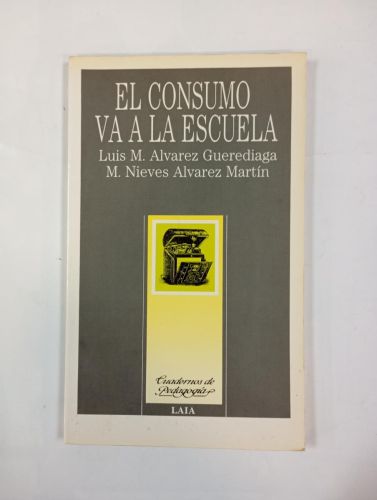 EL CONSUMO
VA A LA ESCUELA
Luis M. Alvarez Guerediaga
M. Nieves Alvarez Martín
Cuadernos de
Pedagogía
LAIA